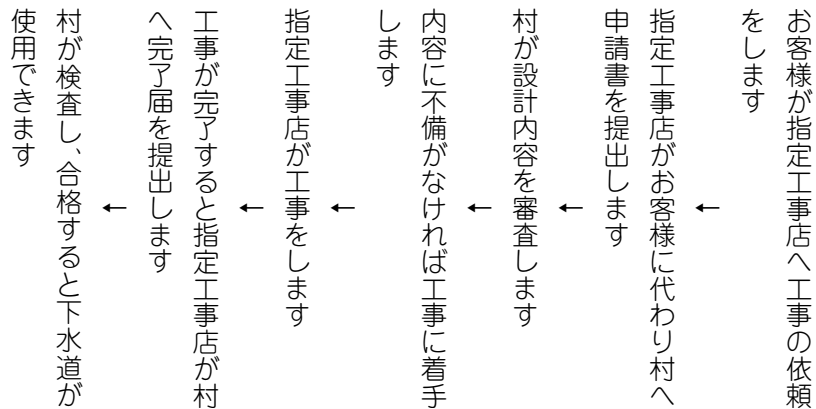 お客様が指定工事店へ工事の依頼
をします
←
指定工事店がお客様に代わり村へ
申請書を提出します
←
村が設計内容を審査します
←
内容に不備がなければ工事に着手
します
←
指定工事店が工事をします
←
工事が完了すると指定工事店が村
へ完了届を提出します
←
村が検査し、合格すると下水道が
使用できます